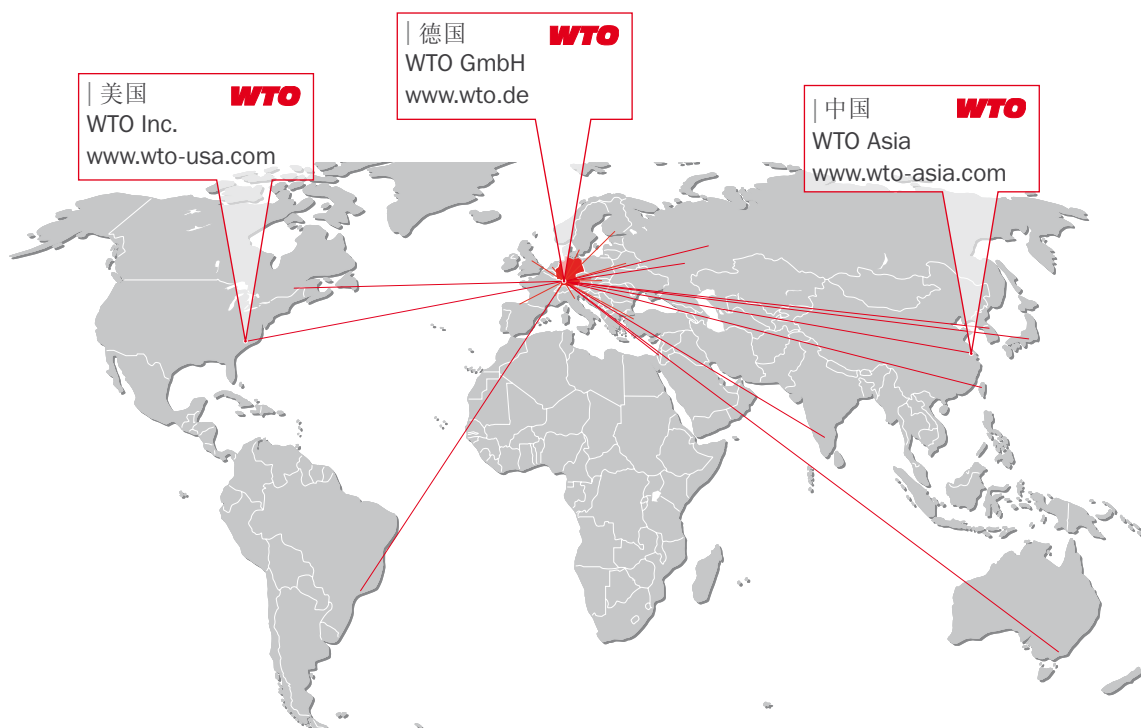 | 美国 WTO
WTO Inc.
www.wto-usa.com
| 德国 WTO
WTO GmbH
www.wto.de
| 中国 WTO
WTO Asia
www.wto-asia.com